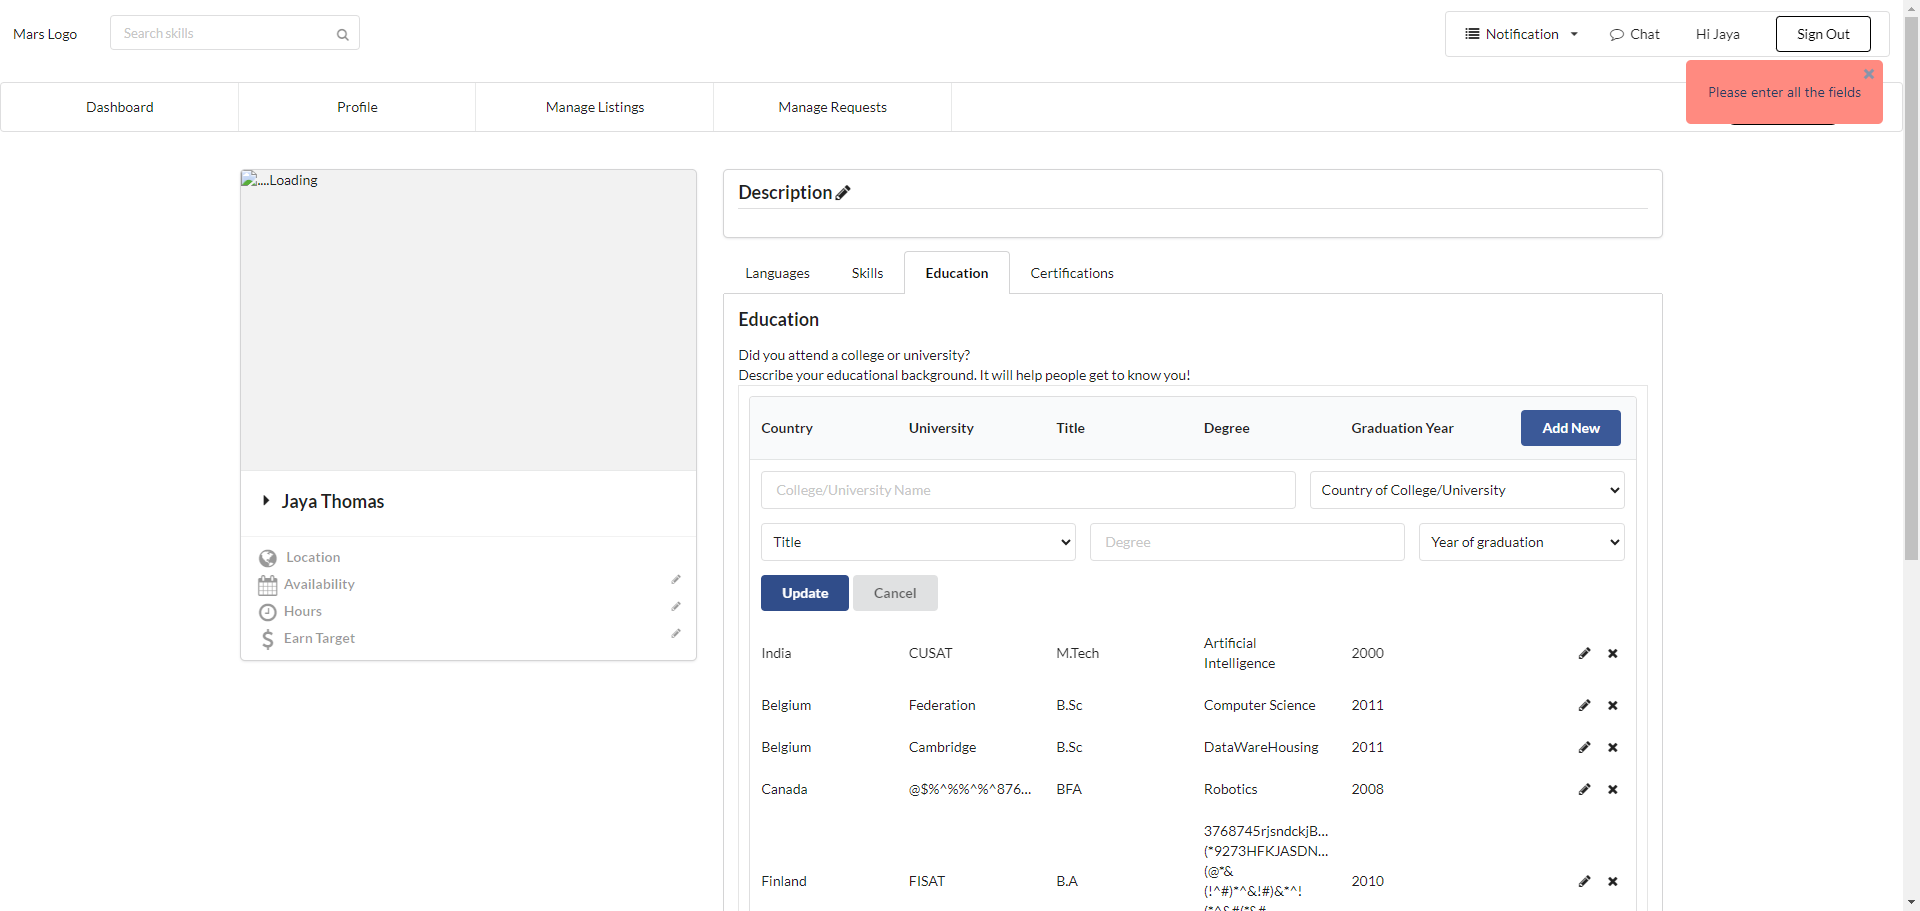 Mars Logo
Search skills
Notification
Chat
Hi Jaya
Sign Out
Please enter all the fields
Dashboard
Profile
Manage Listings
Manage Requests
....Loading
Jaya Thomas
Location
Availability
Hours
Earn Target
Description
Languages
Skills
Education
Certifications
Education
Did you attend a college or university?
Describe your educational background. It will help people get to know you!
Country University Title Degree Graduation Year Add New
College/University Name
Country of College/University
Title
Degree
Year of graduation
Update
Cancel
India CUSAT M.Tech Artificial Intelligence 2000
Belgium Federation B.Sc Computer Science 2011
Belgium Cambridge B.Sc DataWareHousing 2011
Canada @$%^%%^%^876... BFA Robotics 2008
3768745rjsndckjB...
(*9273HFKJASDN...
(@*&
Finland FISAT B.A 2010
(!^#)*^&!#)&*^!